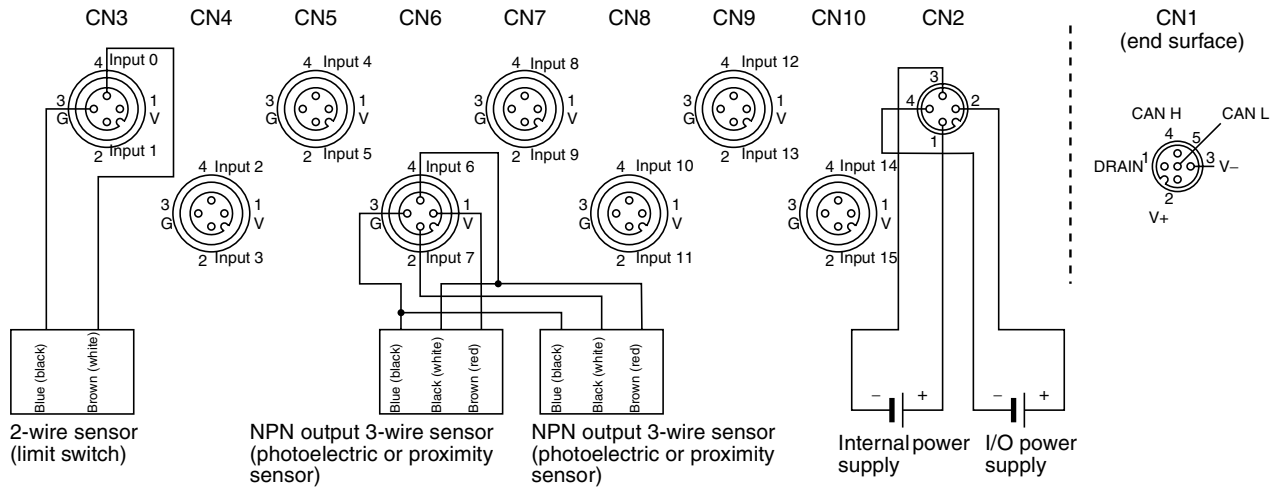 CN3 CN4 CN5 CN6 CN7 CN8 CN9 CN10 CN2 CN1
(end surface)
4 Input 0
3 1
G V
2 Input 1
4 Input 4
3 1
G V
2 Input 5
4 Input 8
3 1
G V
2 Input 9
4 Input 12
3 1
G V
2 Input 13
3
4 2
1
CAN H CAN L
4 5
DRAIN 1 3 V–
2
V+
4 Input 2
3 1
G V
2 Input 3
4 Input 6
3 1
G V
2 Input 7
4 Input 10
3 1
G V
2 Input 11
4 Input 14
3 1
G V
2 Input 15
Blue (black)
Brown (white)
Blue (black)
Black (white)
Brown (red)
Blue (black)
Black (white)
Brown (red)
– + – +
2-wire sensor
(limit switch)
NPN output 3-wire sensor
(photoelectric or proximity
sensor)
NPN output 3-wire sensor
(photoelectric or proximity
sensor)
Internal power
supply
I/O power
supply